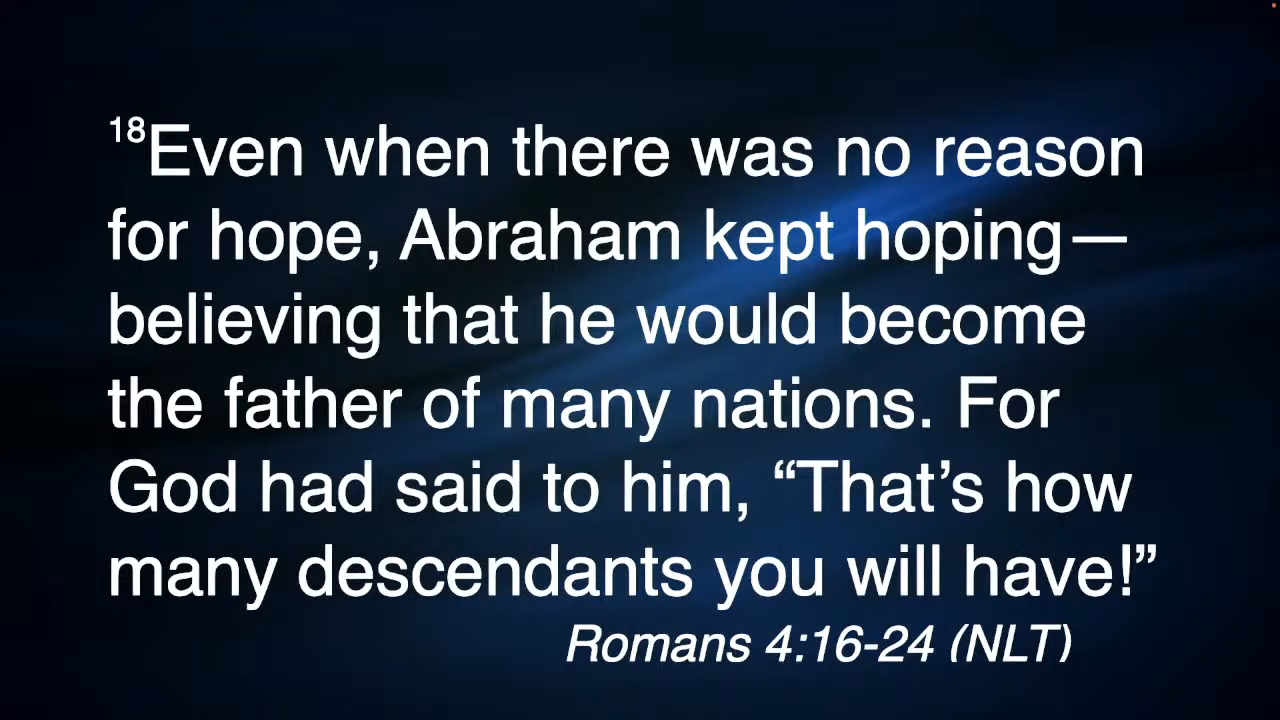 18Even when there was no reason
for hope, Abraham kept hoping—
believing that he would become
the father of many nations. For
God had said to him, “That’s how
many descendants you will have!”
Romans 4:16-24 (NLT)